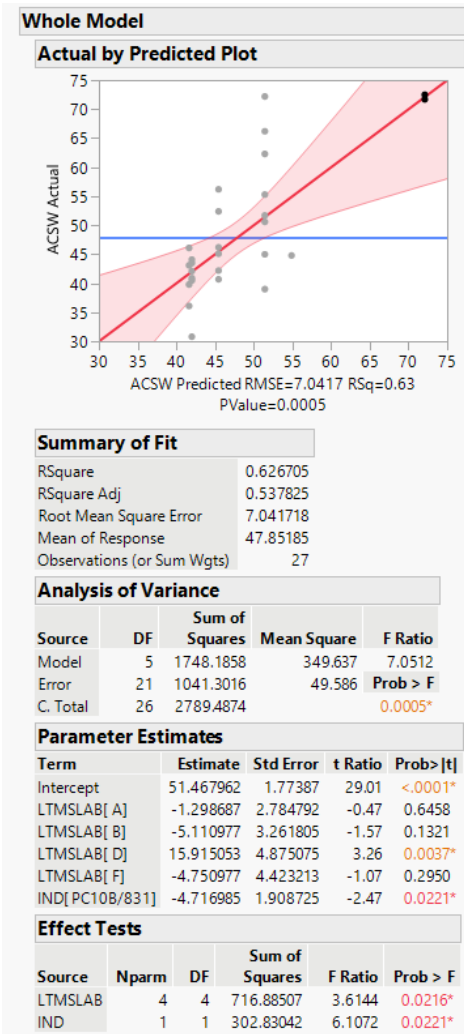 Whole Model
Actual by Predicted Plot
75
70
65
60
55
50
45
40
35
30
ACSW Actual
30 35 40 45 50 55 60 65 70 75
ACSW Predicted RMSE=7.0417 RSq=0.63
PValue=0.0005
Summary of Fit
RSquare 0.626705
RSquare Adj 0.537825
Root Mean Square Error 7.041718
Mean of Response 47.85185
Observations (or Sum Wgts) 27
Analysis of Variance
Sum of
Source DF Squares Mean Square F Ratio
Model 5 1748.1858 349.637 7.0512
Error 21 1041.3016 49.586 Prob > F
C. Total 26 2789.4874 0.0005*
Parameter Estimates
Term Estimate Std Error t Ratio Prob>|t|
Intercept 51.467962 1.77387 29.01 <.0001*
LTMSLAB[ A] -1.298687 2.784792 -0.47 0.6458
LTMSLAB[ B] -5.110977 3.261805 -1.57 0.1321
LTMSLAB[ D] 15.915053 4.875075 3.26 0.0037*
LTMSLAB[ F] -4.750977 4.423213 -1.07 0.2950
IND[ PC10B/831] -4.716985 1.908725 -2.47 0.0221*
Effect Tests
Sum of
Source Nparm DF Squares F Ratio Prob > F
LTMSLAB 4 4 716.88507 3.6144 0.0216*
IND 1 1 302.83042 6.1072 0.0221*